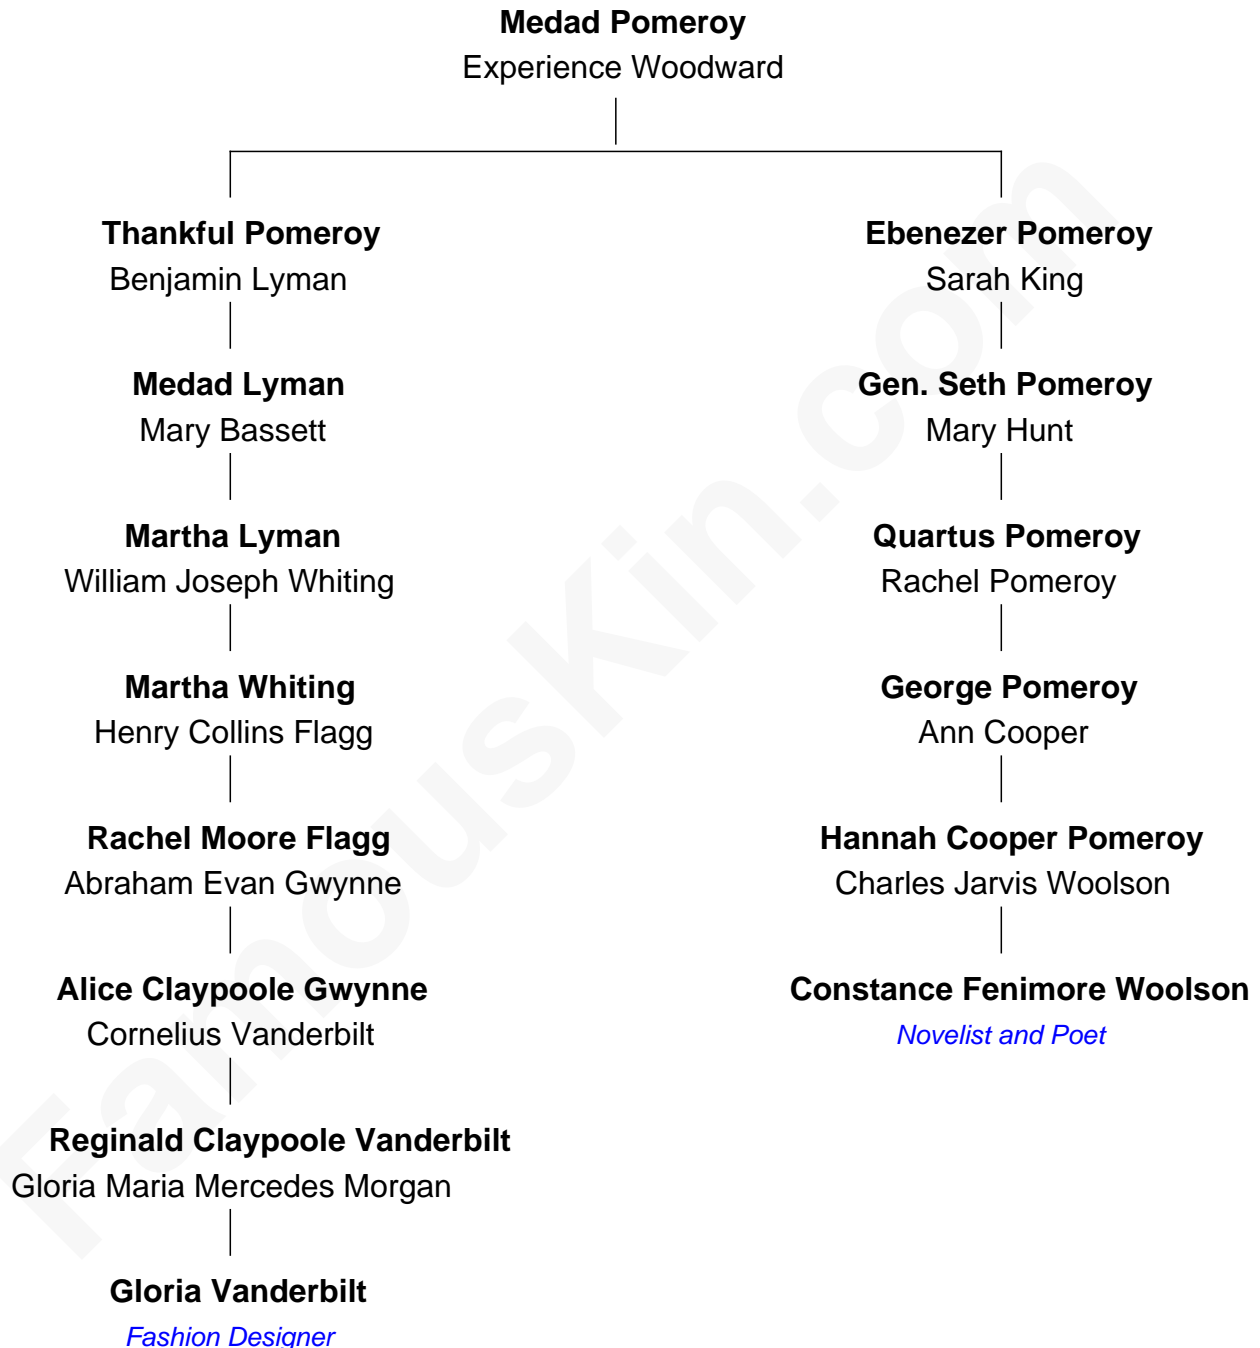 Medad Pomeroy
Experience Woodward
Thankful Pomeroy
Benjamin Lyman
Ebenezer Pomeroy
Sarah King
Medad Lyman
Mary Bassett
Gen. Seth Pomeroy
Mary Hunt
Martha Lyman
William Joseph Whiting
Quartus Pomeroy
Rachel Pomeroy
Martha Whiting
Henry Collins Flagg
George Pomeroy
Ann Cooper
Rachel Moore Flagg
Abraham Evan Gwynne
Hannah Cooper Pomeroy
Charles Jarvis Woolson
Alice Claypoole Gwynne
Cornelius Vanderbilt
Constance Fenimore Woolson
Novelist and Poet
Reginald Claypoole Vanderbilt
Gloria Maria Mercedes Morgan
Gloria Vanderbilt
Fashion Designer
FamousKin.com